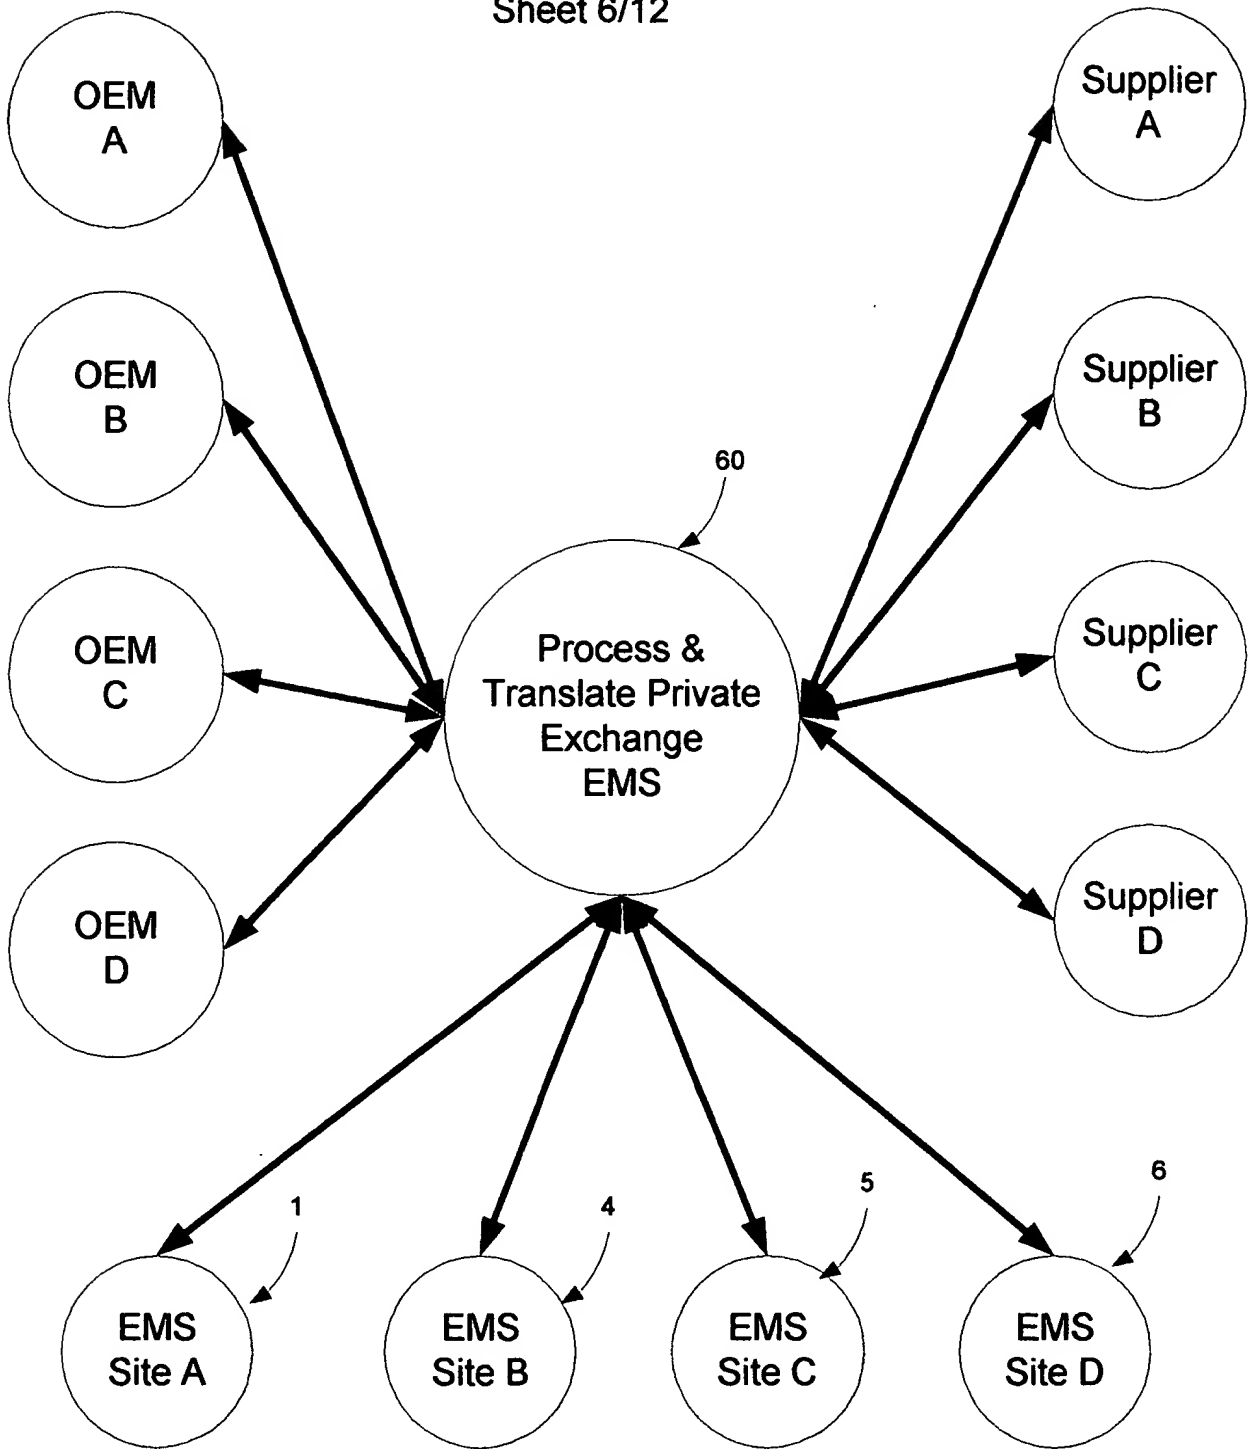 Sheet 6/12
OEM
A
Supplier
A
OEM
B
Supplier
B
60
OEM
C
Process &
Translate Private
Exchange
EMS
Supplier
C
OEM
D
Supplier
D
1
4
5
6
EMS
Site A
EMS
Site B
EMS
Site C
EMS
Site D